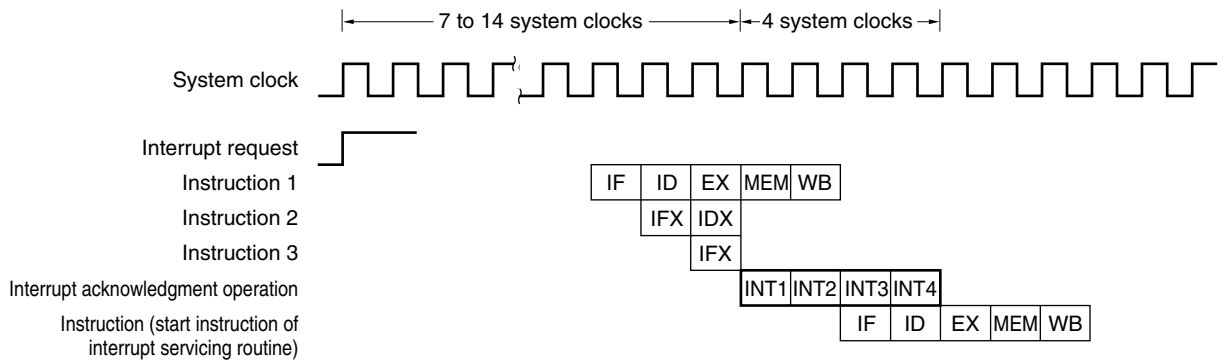 7 to 14 system clocks 4 system clocks
System clock
Interrupt request
Instruction 1 IF ID EX MEM WB
Instruction 2 IFX IDX
Instruction 3 IFX
Interrupt acknowledgment operation INT1 INT2 INT3 INT4
Instruction (start instruction of IF ID EX MEM WB
interrupt servicing routine)